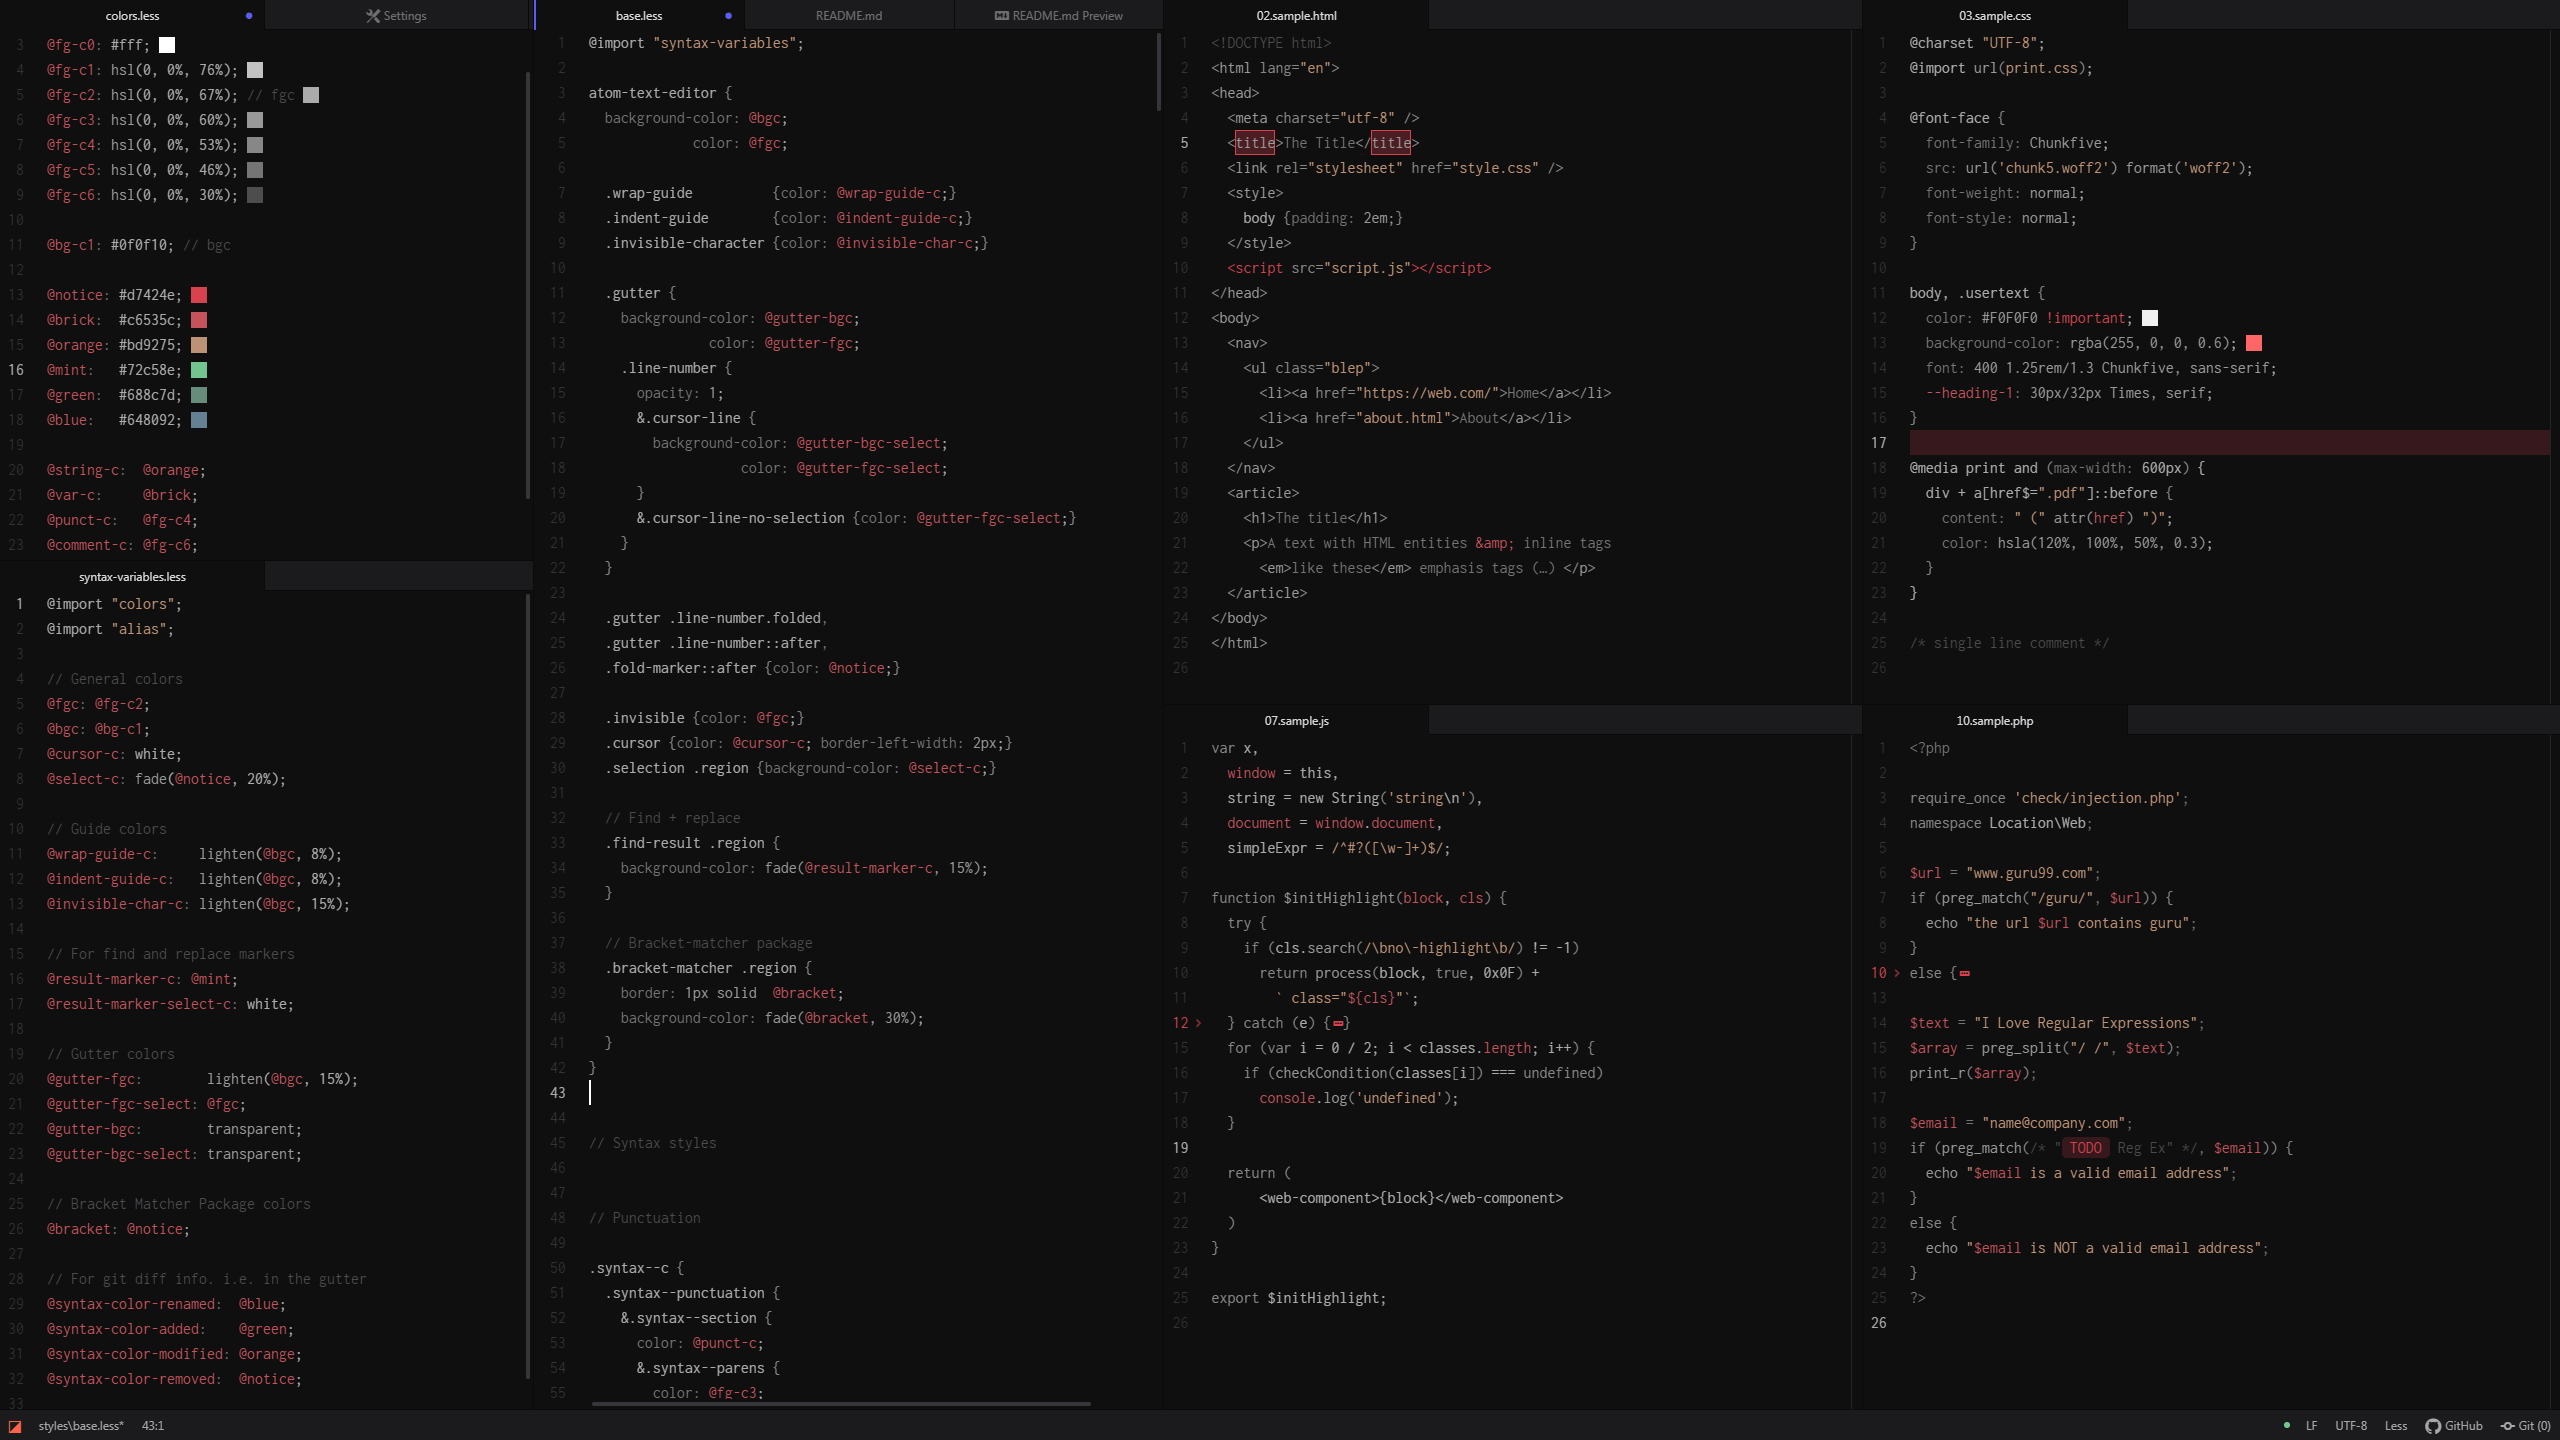 colors.less
Settings
3 @fg-c0: #fff;
4 @fg-c1: hsl(0, 0%, 76%);
5 @fg-c2: hsl(0, 0%, 67%); // fgc
6 @fg-c3: hsl(0, 0%, 60%);
7 @fg-c4: hsl(0, 0%, 53%);
8 @fg-c5: hsl(0, 0%, 46%);
9 @fg-c6: hsl(0, 0%, 30%);
10
11 @bg-c1: #0f0f10; // bgc
12
13 @notice: #d7424e;
14 @brick:  #c6535c;
15 @orange: #bd9275;
16 @mint:   #72c58e;
17 @green:  #688c7d;
18 @blue:   #648092;
19
20 @string-c:  @orange;
21 @var-c:     @brick;
22 @punct-c:   @fg-c4;
23 @comment-c: @fg-c6;
syntax-variables.less
1 @import "colors";
2 @import "alias";
3
4 // General colors
5 @fgc: @fg-c2;
6 @bgc: @bg-c1;
7 @cursor-c: white;
8 @select-c: fade(@notice, 20%);
9
10 // Guide colors
11 @wrap-guide-c:     lighten(@bgc, 8%);
12 @indent-guide-c:   lighten(@bgc, 8%);
13 @invisible-char-c: lighten(@bgc, 15%);
14
15 // For find and replace markers
16 @result-marker-c: @mint;
17 @result-marker-select-c: white;
18
19 // Gutter colors
20 @gutter-fgc:        lighten(@bgc, 15%);
21 @gutter-fgc-select: @fgc;
22 @gutter-bgc:        transparent;
23 @gutter-bgc-select: transparent;
24
25 // Bracket Matcher Package colors
26 @bracket: @notice;
27
28 // For git diff info. i.e. in the gutter
29 @syntax-color-renamed:  @blue;
30 @syntax-color-added:    @green;
31 @syntax-color-modified: @orange;
32 @syntax-color-removed:  @notice;
33
base.less
README.md
README.md Preview
1 @import "syntax-variables";
2
3 atom-text-editor {
4   background-color: @bgc;
5              color: @fgc;
6
7   .wrap-guide          {color: @wrap-guide-c;}
8   .indent-guide        {color: @indent-guide-c;}
9   .invisible-character {color: @invisible-char-c;}
10
11   .gutter {
12     background-color: @gutter-bgc;
13                color: @gutter-fgc;
14     .line-number {
15       opacity: 1;
16       &.cursor-line {
17         background-color: @gutter-bgc-select;
18                    color: @gutter-fgc-select;
19       }
20       &.cursor-line-no-selection {color: @gutter-fgc-select;}
21     }
22   }
23
24   .gutter .line-number.folded,
25   .gutter .line-number::after,
26   .fold-marker::after {color: @notice;}
27
28   .invisible {color: @fgc;}
29   .cursor {color: @cursor-c; border-left-width: 2px;}
30   .selection .region {background-color: @select-c;}
31
32   // Find + replace
33   .find-result .region {
34     background-color: fade(@result-marker-c, 15%);
35   }
36
37   // Bracket-matcher package
38   .bracket-matcher .region {
39     border: 1px solid  @bracket;
40     background-color: fade(@bracket, 30%);
41   }
42 }
43
44
45 // Syntax styles
46
47
48 // Punctuation
49
50 .syntax--c {
51   .syntax--punctuation {
52     &.syntax--section {
53       color: @punct-c;
54       &.syntax--parens {
55         color: @fg-c3;
02.sample.html
1 <!DOCTYPE html>
2 <html lang="en">
3 <head>
4   <meta charset="utf-8" />
5   <title>The Title</title>
6   <link rel="stylesheet" href="style.css" />
7   <style>
8     body {padding: 2em;}
9   </style>
10   <script src="script.js"></script>
11 </head>
12 <body>
13   <nav>
14     <ul class="blep">
15       <li><a href="https://web.com/">Home</a></li>
16       <li><a href="about.html">About</a></li>
17     </ul>
18   </nav>
19   <article>
20     <h1>The title</h1>
21     <p>A text with HTML entities &amp; inline tags
22       <em>like these</em> emphasis tags (…) </p>
23   </article>
24 </body>
25 </html>
26
03.sample.css
1 @charset "UTF-8";
2 @import url(print.css);
3
4 @font-face {
5   font-family: Chunkfive;
6   src: url('chunk5.woff2') format('woff2');
7   font-weight: normal;
8   font-style: normal;
9 }
10
11 body, .usertext {
12   color: #F0F0F0 !important;
13   background-color: rgba(255, 0, 0, 0.6);
14   font: 400 1.25rem/1.3 Chunkfive, sans-serif;
15   --heading-1: 30px/32px Times, serif;
16 }
17
18 @media print and (max-width: 600px) {
19   div + a[href$=".pdf"]::before {
20     content: " (" attr(href) ")";
21     color: hsla(120%, 100%, 50%, 0.3);
22   }
23 }
24
25 /* single line comment */
26
07.sample.js
1 var x,
2   window = this,
3   string = new String('string\n'),
4   document = window.document,
5   simpleExpr = /^#?([\w-]+)$/;
6
7 function $initHighlight(block, cls) {
8   try {
9     if (cls.search(/\bno\-highlight\b/) != -1)
10       return process(block, true, 0x0F) +
11         ` class="${cls}"`;
12   } catch (e) {}
15   for (var i = 0 / 2; i < classes.length; i++) {
16     if (checkCondition(classes[i]) === undefined)
17       console.log('undefined');
18   }
19
20   return (
21       <web-component>{block}</web-component>
22   )
23 }
24
25 export $initHighlight;
26
10.sample.php
1 <?php
2
3 require_once 'check/injection.php';
4 namespace Location\Web;
5
6 $url = "www.guru99.com";
7 if (preg_match("/guru/", $url)) {
8   echo "the url $url contains guru";
9 }
10 else {
13
14 $text = "I Love Regular Expressions";
15 $array = preg_split("/ /", $text);
16 print_r($array);
17
18 $email = "name@company.com";
19 if (preg_match(/* " TODO Reg Ex" */, $email)) {
20   echo "$email is a valid email address";
21 }
22 else {
23   echo "$email is NOT a valid email address";
24 }
25 ?>
26
styles\base.less* 43:1
LF UTF-8 Less GitHub Git (0)